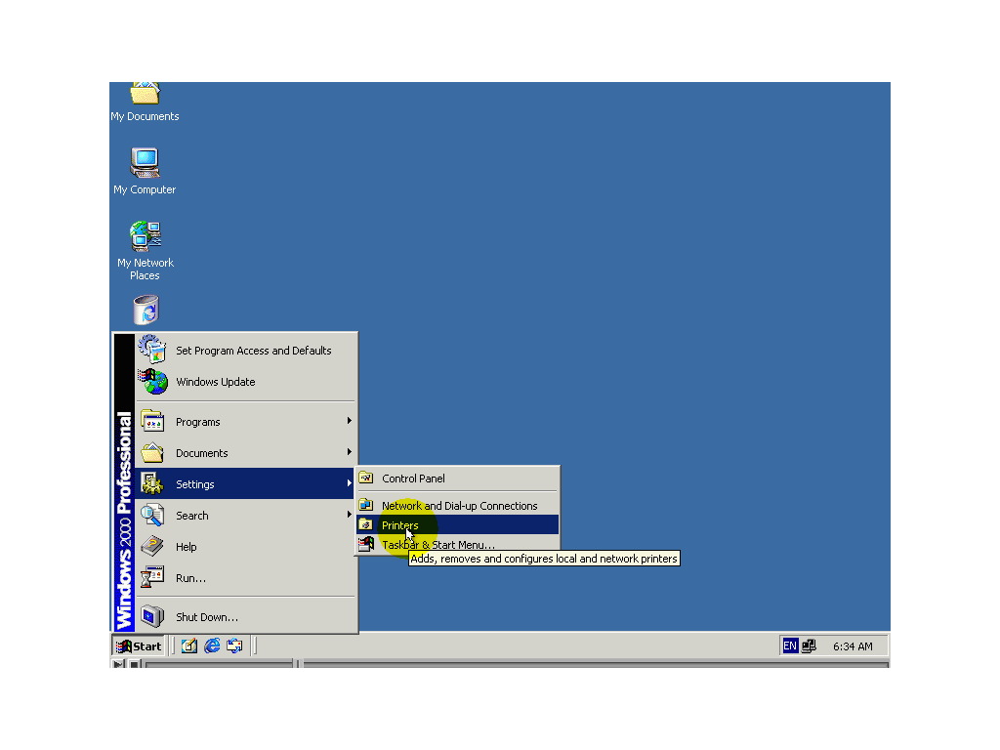 My Documents
My Computer
My Network
Places
Set Program Access and Defaults
Windows Update
Programs
Documents
Settings
Search
Help
Run...
Shut Down...
Windows 2000 Professional
Control Panel
Network and Dial-up Connections
Printers
Taskbar & Start Menu...
Adds, removes and configures local and network printers
Start
EN
6:34 AM